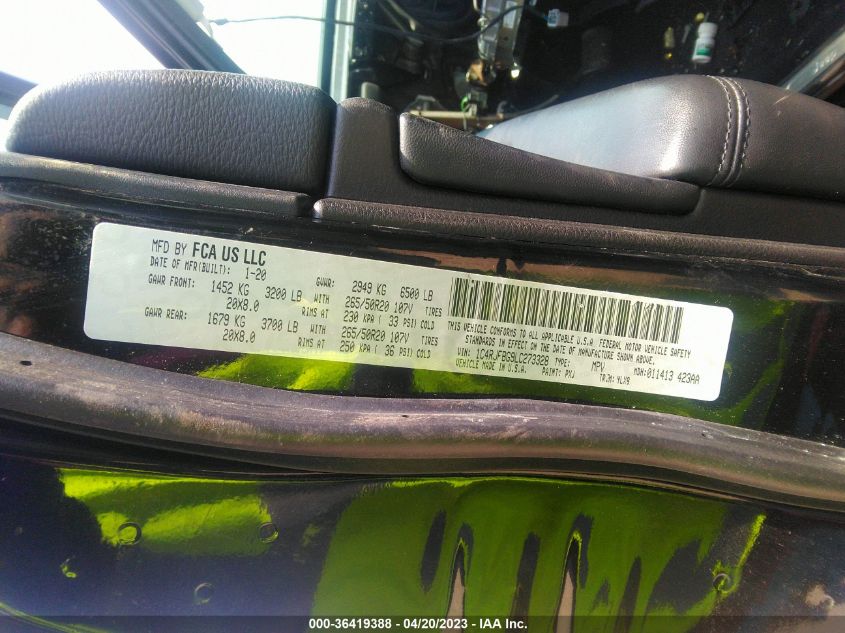 MFD BY FCA US LLC
DATE OF MFR(BUILT): 1-20 GVWR: 2949 KG 6500 LB
GAWR FRONT: 1452 KG 3200 LB WITH 265/50R20 107V TIRES
20X8.0 RIMS AT 230 KPA ( 33 PSI) COLD
GAWR REAR: 1679 KG 3700 LB WITH 265/50R20 107V TIRES
20X8.0 RIMS AT 250 KPA ( 36 PSI) COLD
THIS VEHICLE CONFORMS TO ALL APPLICABLE U.S.A. FEDERAL MOTOR VEHICLE SAFETY
STANDARDS IN EFFECT ON THE DATE OF MANUFACTURE SHOWN ABOVE.
VIN: 1C4RJFBG9LC273328 TYPE: MPV MDH: 011413 423AA
VEHICLE MADE IN U.S.A. PAINT: PXJ TRIM: YLX9
000-36419388 - 04/20/2023 - IAA Inc.